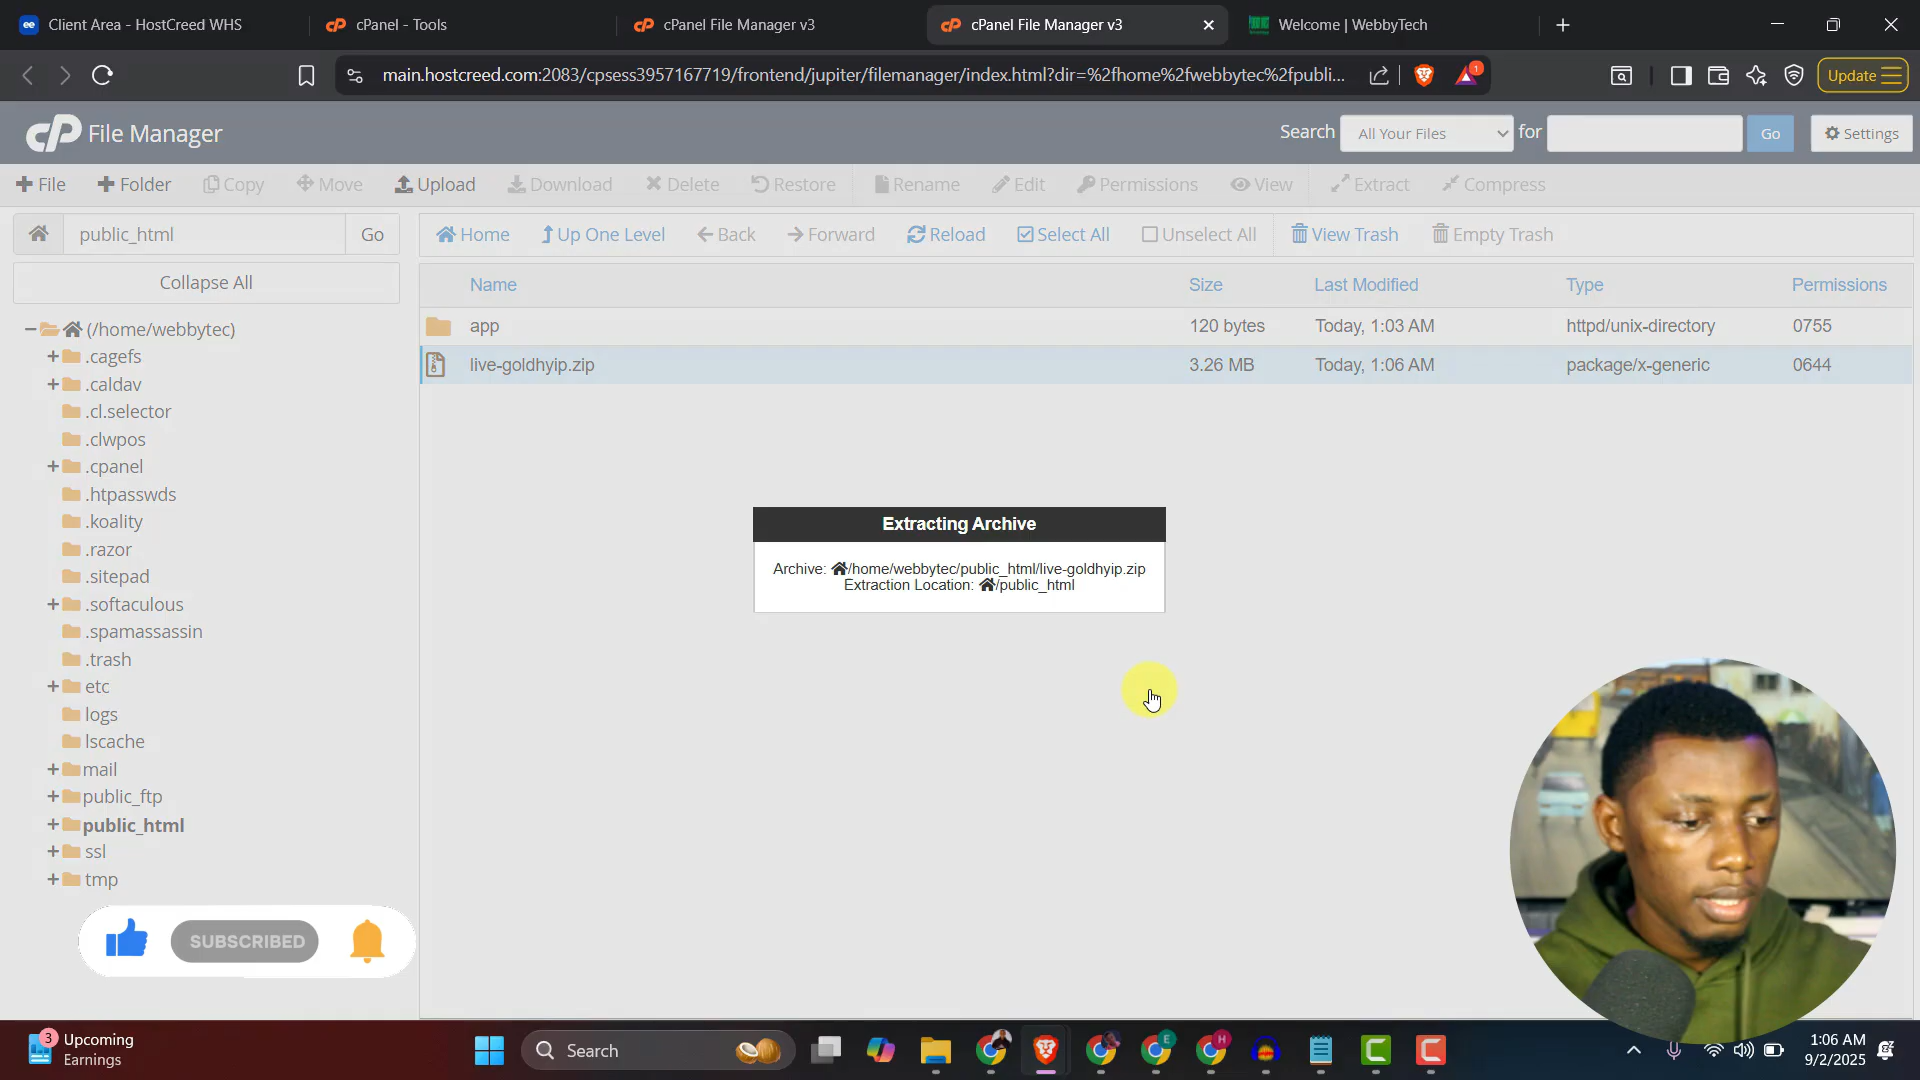 Client Area - HostCreed WHS
cPanel - Tools
cPanel File Manager v3
cPanel File Manager v3
Welcome | WebbyTech
main.hostcreed.com:2083/cpsess3957167719/frontend/jupiter/filemanager/index.html?dir=%2fhome%2fwebbytec%2fpubli...
1
Update
cP File Manager
Search All Your Files for Go Settings
File Folder Copy Move Upload Download Delete Restore Rename Edit Permissions View Extract Compress
public_html Go
Home Up One Level Back Forward Reload Select All Unselect All View Trash Empty Trash
Collapse All
Name Size Last Modified Type Permissions
app 120 bytes Today, 1:03 AM httpd/unix-directory 0755
live-goldhyip.zip 3.26 MB Today, 1:06 AM package/x-generic 0644
(/home/webbytec)
.cagefs
.caldav
.cl.selector
.clwpos
.cpanel
.htpasswds
.koality
.razor
.sitepad
.softaculous
.spamassassin
.trash
etc
logs
lscache
mail
public_ftp
public_html
ssl
tmp
Extracting Archive
Archive: /home/webbytec/public_html/live-goldhyip.zip
Extraction Location: /public_html
SUBSCRIBED
3
Upcoming
Earnings
Search
E
H
1:06 AM
9/2/2025